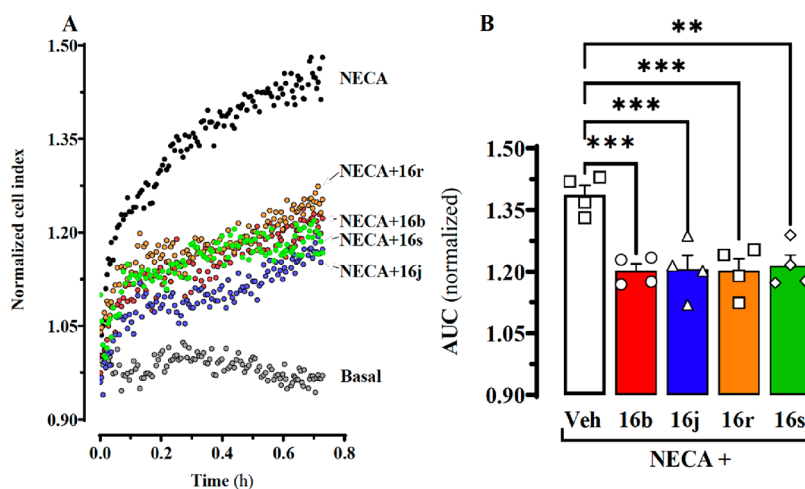 A
Normalized cell index
1.50
1.35
1.20
1.05
0.90
0.0
0.2
0.4
0.6
0.8
Time (h)
NECA
NECA+16r
NECA+16b
NECA+16s
NECA+16j
Basal
B
**
***
***
***
AUC (normalized)
1.50
1.35
1.20
1.05
0.90
Veh
16b
16j
16r
16s
NECA +